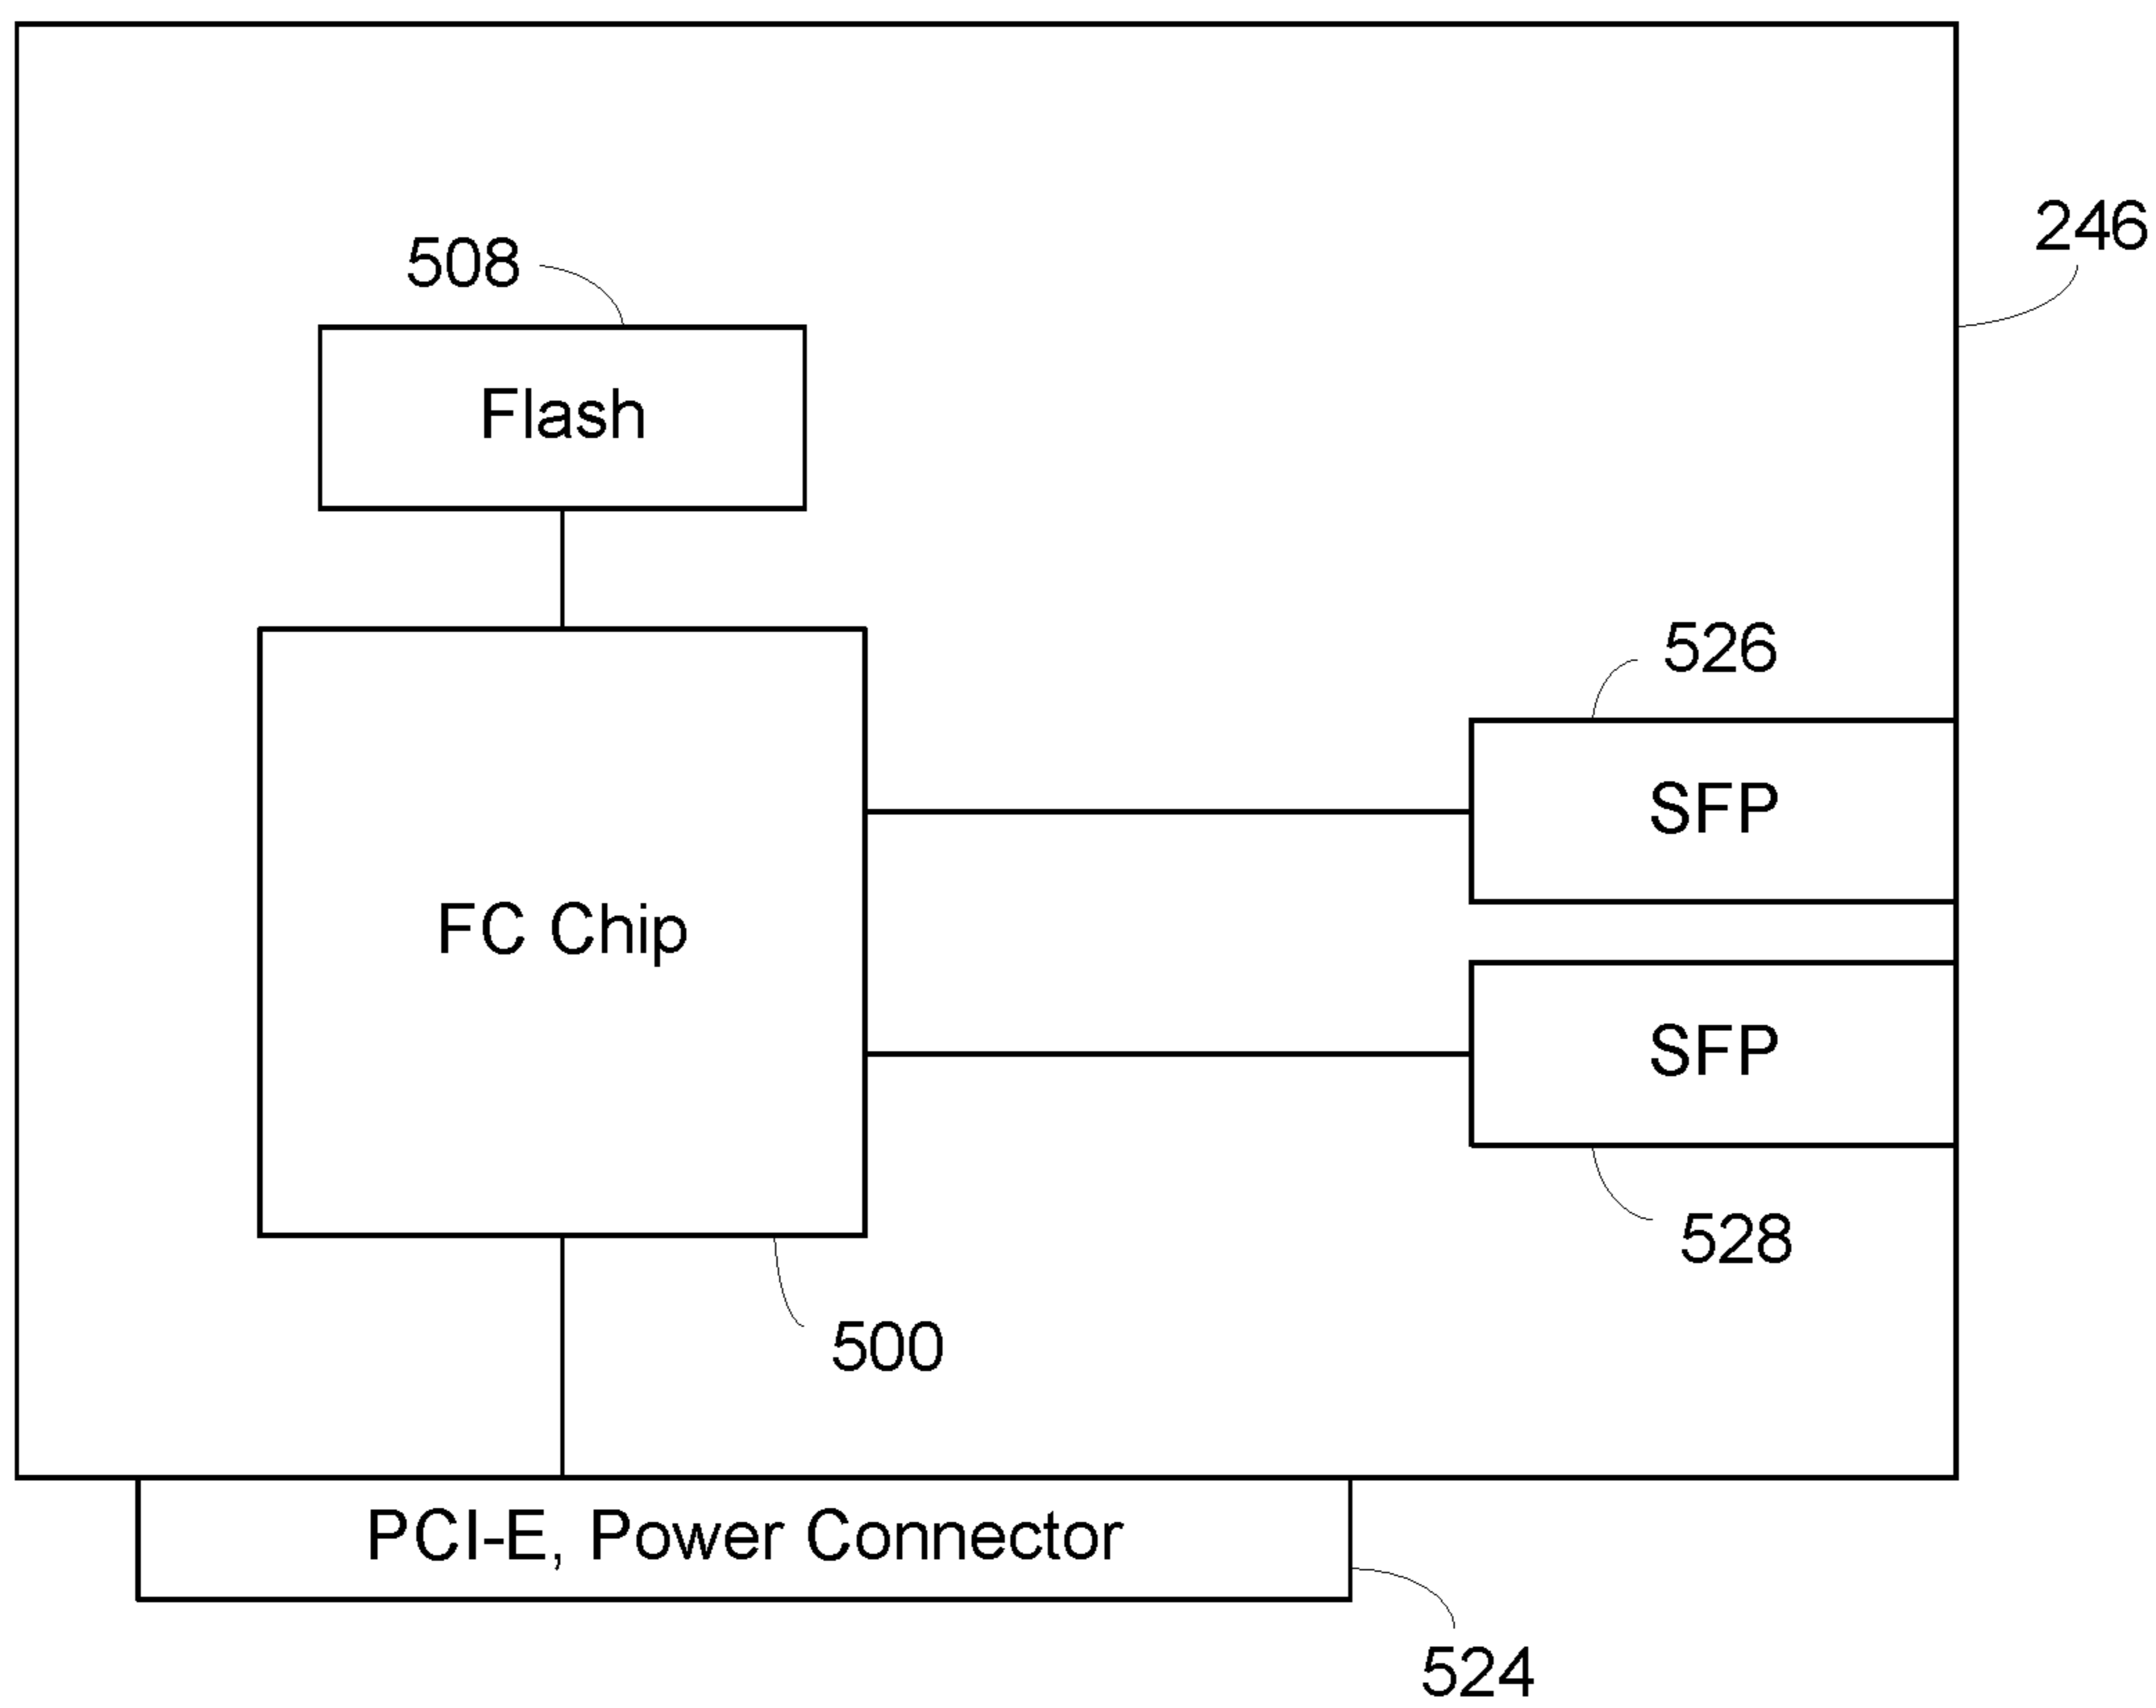 246
508
Flash
526
SFP
FC Chip
SFP
528
500
PCI-E, Power Connector
524